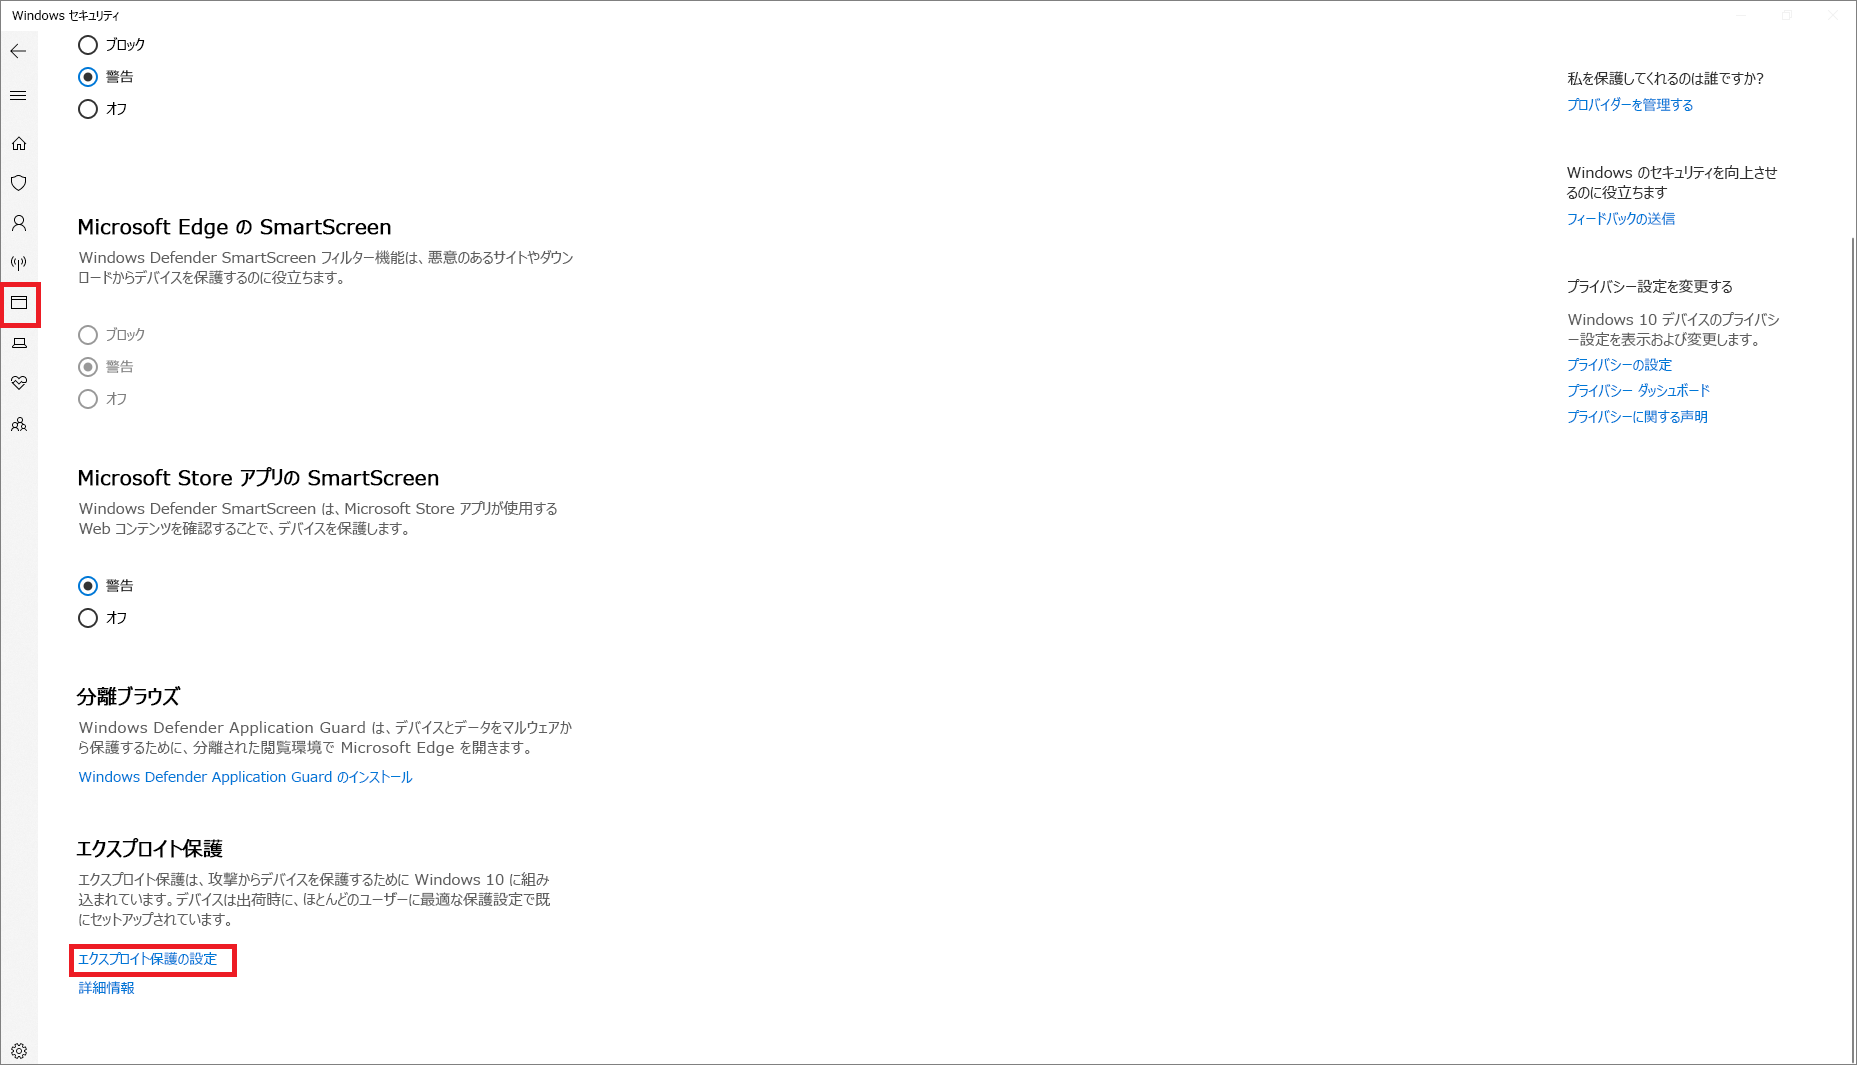 Windows セキュリティ
ブロック
警告
オフ
Microsoft Edge の SmartScreen
Windows Defender SmartScreen フィルター機能は、悪意のあるサイトやダウン
ロードからデバイスを保護するのに役立ちます。
ブロック
警告
オフ
Microsoft Store アプリの SmartScreen
Windows Defender SmartScreen は、Microsoft Store アプリが使用する
Web コンテンツを確認することで、デバイスを保護します。
警告
オフ
分離ブラウズ
Windows Defender Application Guard は、デバイスとデータをマルウェアか
ら保護するために、分離された閲覧環境で Microsoft Edge を開きます。
Windows Defender Application Guard のインストール
エクスプロイト保護
エクスプロイト保護は、攻撃からデバイスを保護するために Windows 10 に組み
込まれています。デバイスは出荷時に、ほとんどのユーザーに最適な保護設定で既
にセットアップされています。
エクスプロイト保護の設定
詳細情報
私を保護してくれるのは誰ですか?
プロバイダーを管理する
Windows のセキュリティを向上させ
るのに役立ちます
フィードバックの送信
プライバシー設定を変更する
Windows 10 デバイスのプライバシ
ー設定を表示および変更します。
プライバシーの設定
プライバシー ダッシュボード
プライバシーに関する声明